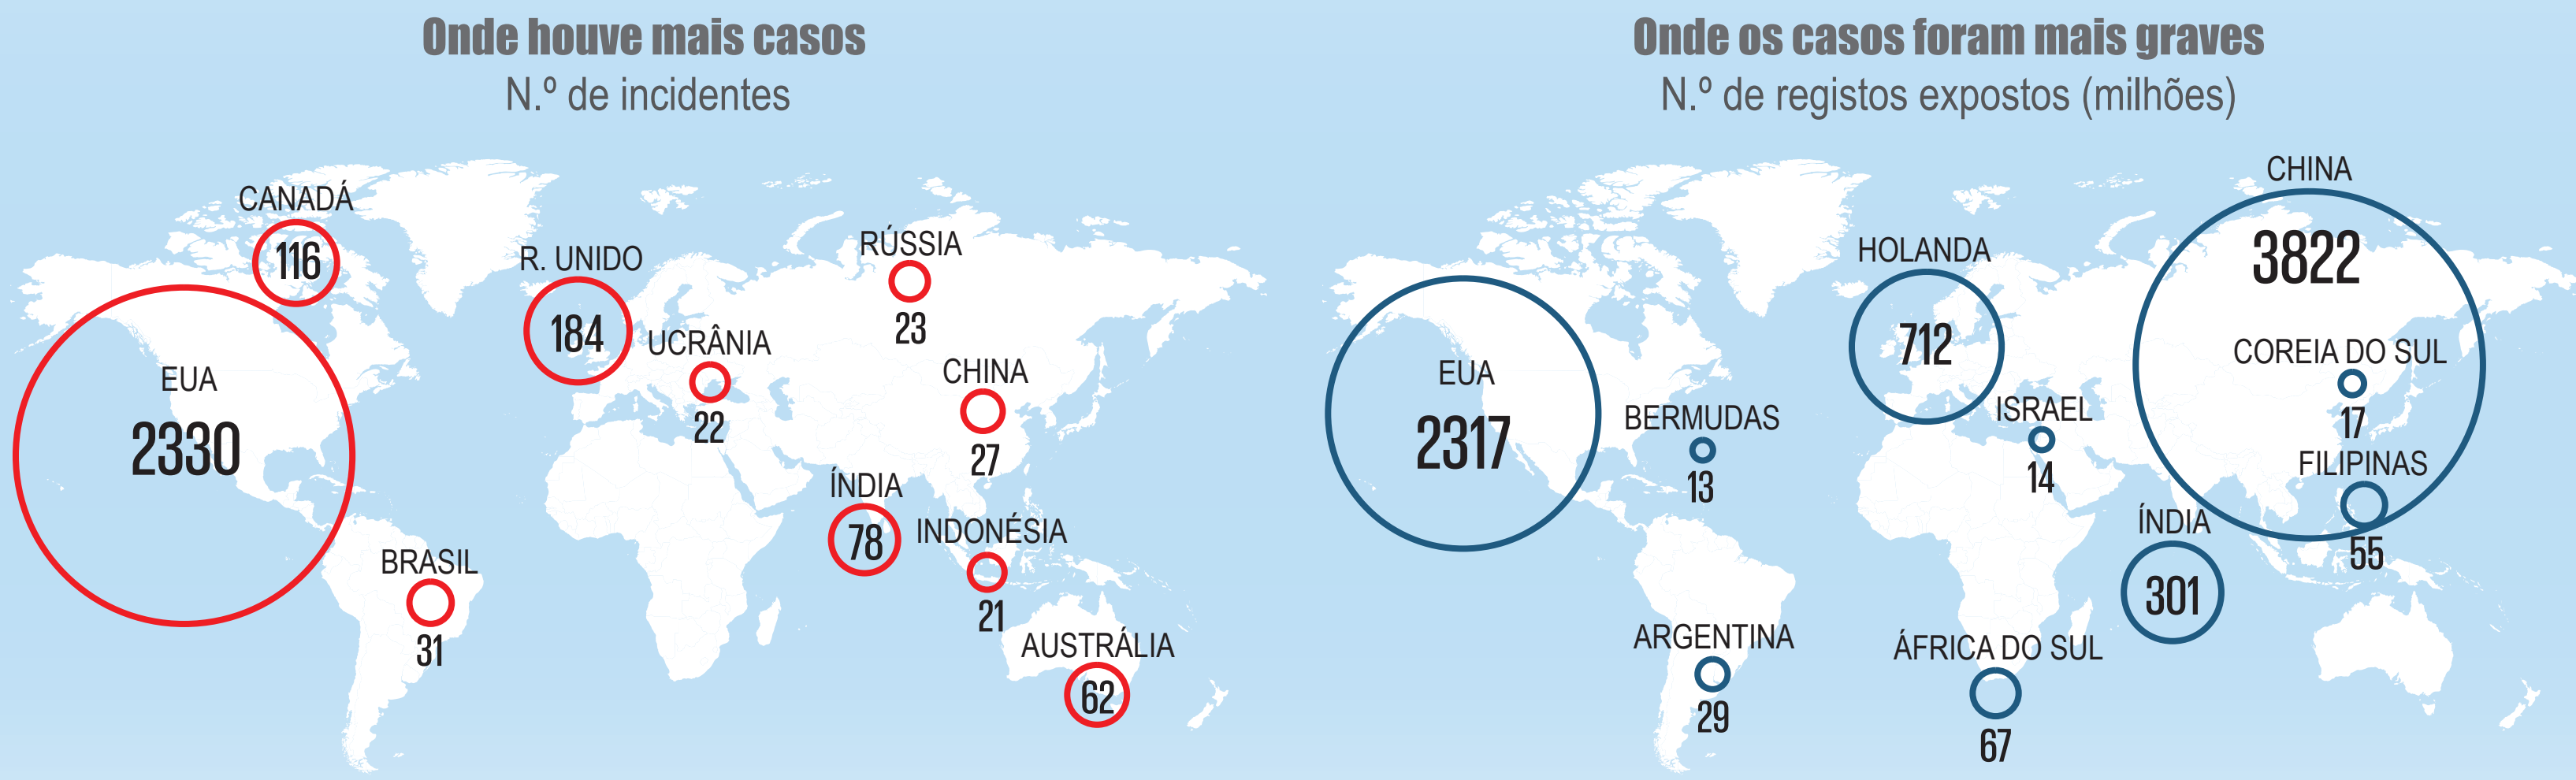 Onde houve mais casos
N.º de incidentes
CANADÁ
116
EUA
2330
R. UNIDO
184
UCRÂNIA
22
RÚSSIA
23
CHINA
27
ÍNDIA
78
INDONÉSIA
21
BRASIL
31
AUSTRÁLIA
62
Onde os casos foram mais graves
N.º de registos expostos (milhões)
CHINA
3822
HOLANDA
712
EUA
2317
COREIA DO SUL
17
BERMUDAS
13
ISRAEL
14
FILIPINAS
55
ÍNDIA
301
ARGENTINA
29
ÁFRICA DO SUL
67